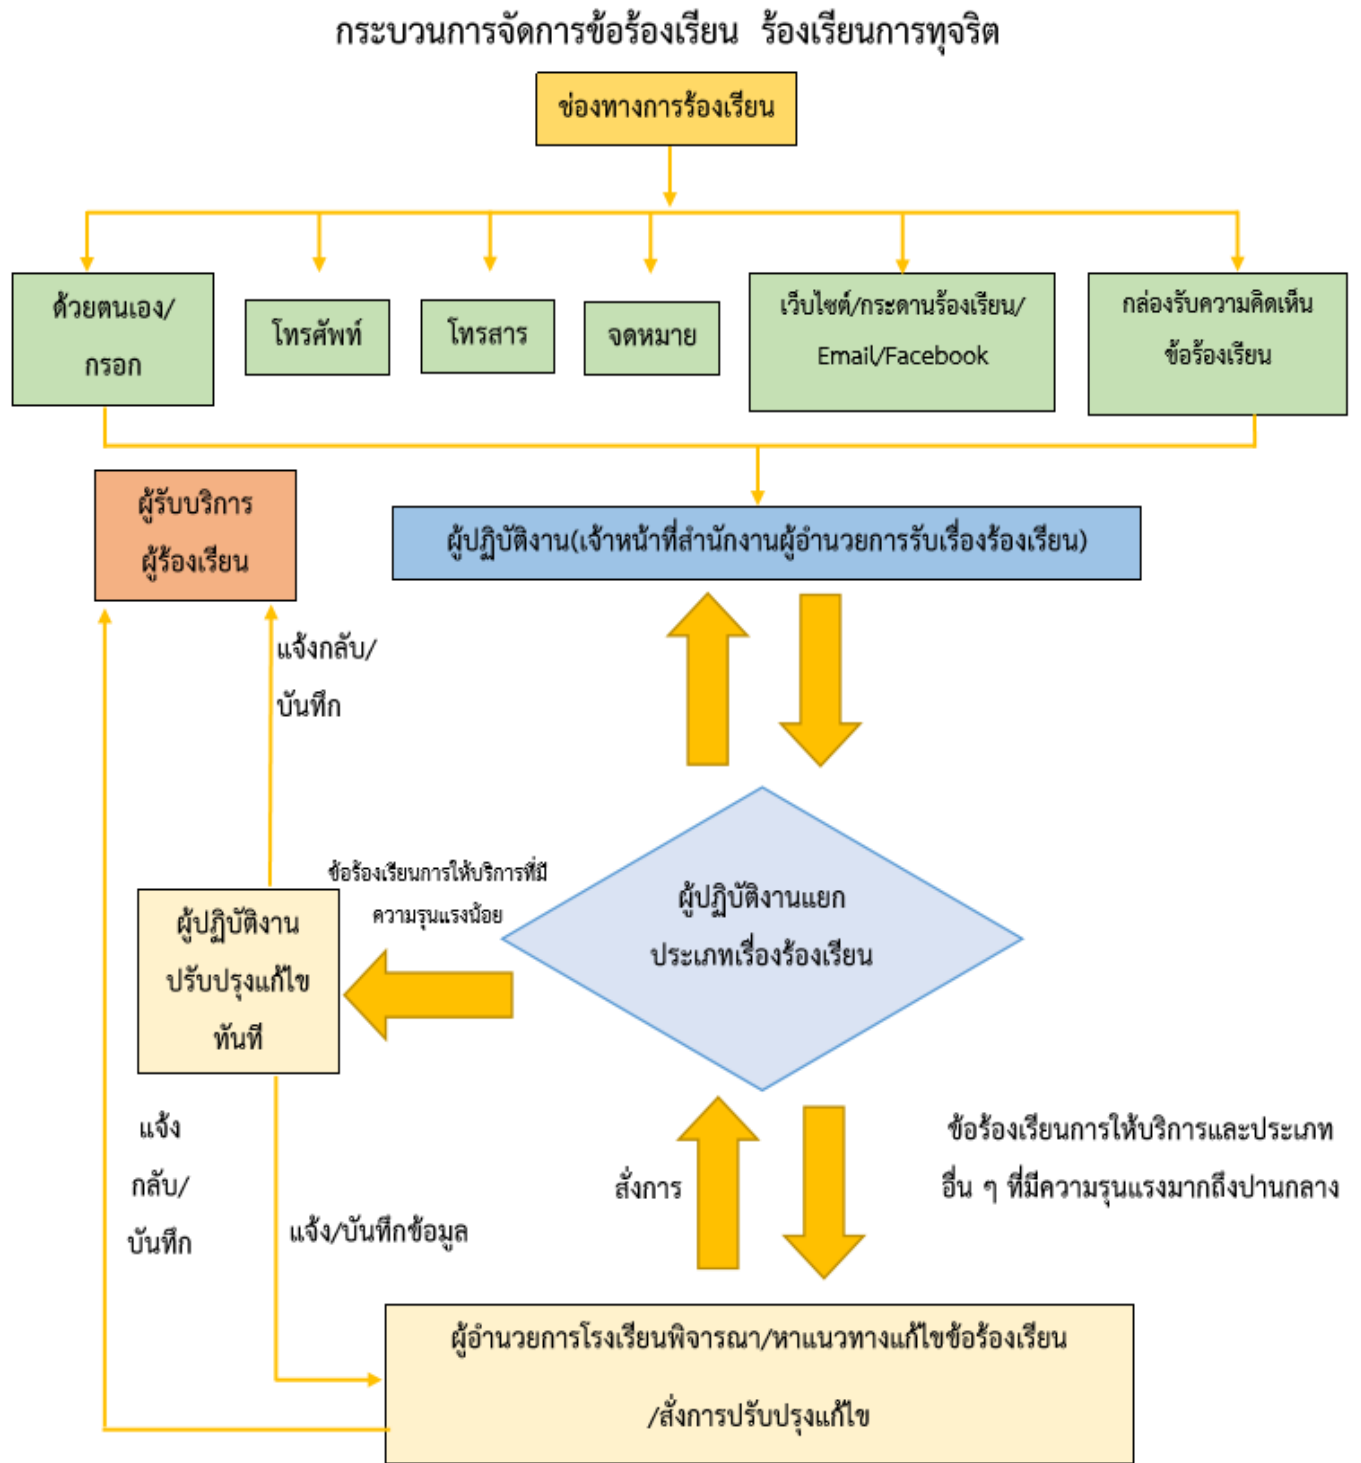 กระบวนการจัดการข้อร้องเรียน ร้องเรียนการทุจริต
ช่องทางการร้องเรียน
ด้วยตนเอง/
กรอก
โทรศัพท์
โทรสาร
จดหมาย
เว็บไซต์/กระดานร้องเรียน/
Email/Facebook
กล่องรับความคิดเห็น
ข้อร้องเรียน
ผู้รับบริการ
ผู้ร้องเรียน
ผู้ปฏิบัติงาน(เจ้าหน้าที่สำนักงานผู้อำนวยการรับเรื่องร้องเรียน)
แจ้งกลับ/
บันทึก
ข้อร้องเรียนการให้บริการที่มี
ความรุนแรงน้อย
ผู้ปฏิบัติงานแยก
ประเภทเรื่องร้องเรียน
ผู้ปฏิบัติงาน
ปรับปรุงแก้ไข
ทันที
แจ้ง
กลับ/
บันทึก
แจ้ง/บันทึกข้อมูล
สั่งการ
ข้อร้องเรียนการให้บริการและประเภท
อื่น ๆ ที่มีความรุนแรงมากถึงปานกลาง
ผู้อำนวยการโรงเรียนพิจารณา/หาแนวทางแก้ไขข้อร้องเรียน
/สั่งการปรับปรุงแก้ไข